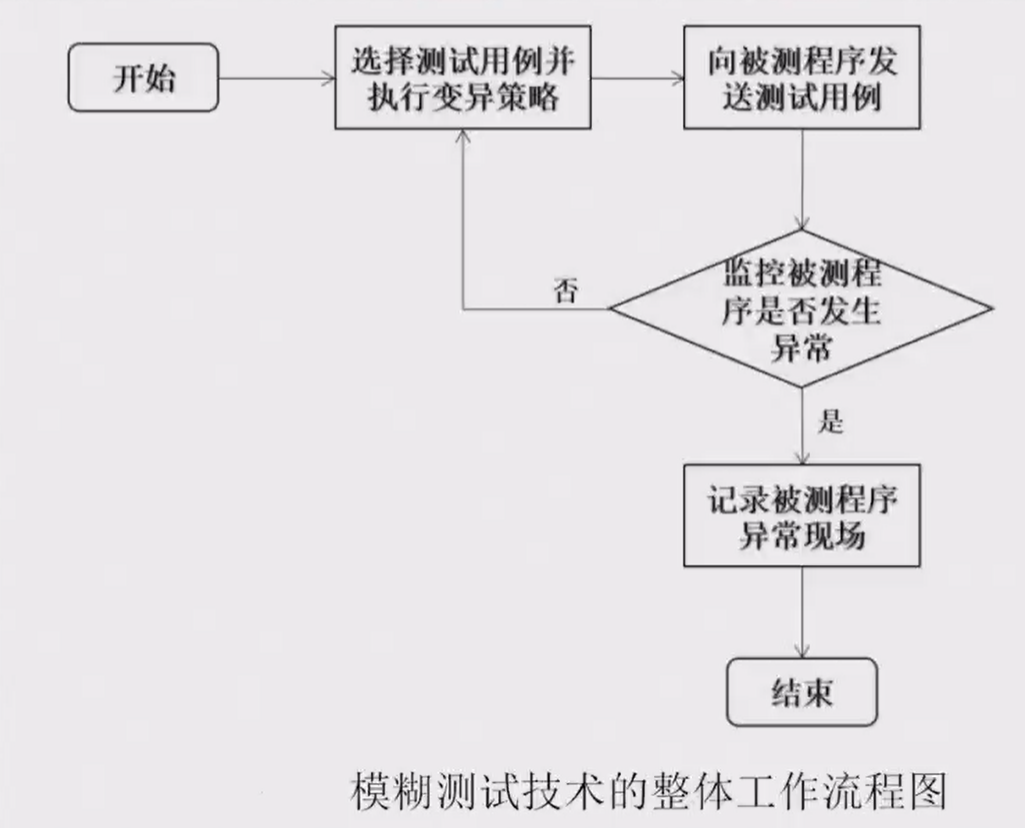 开始
选择测试用例并
执行变异策略
向被测程序发
送测试用例
监控被测程
序是否发生
异常
否
是
记录被测程序
异常现场
结束
模糊测试技术的整体工作流程图